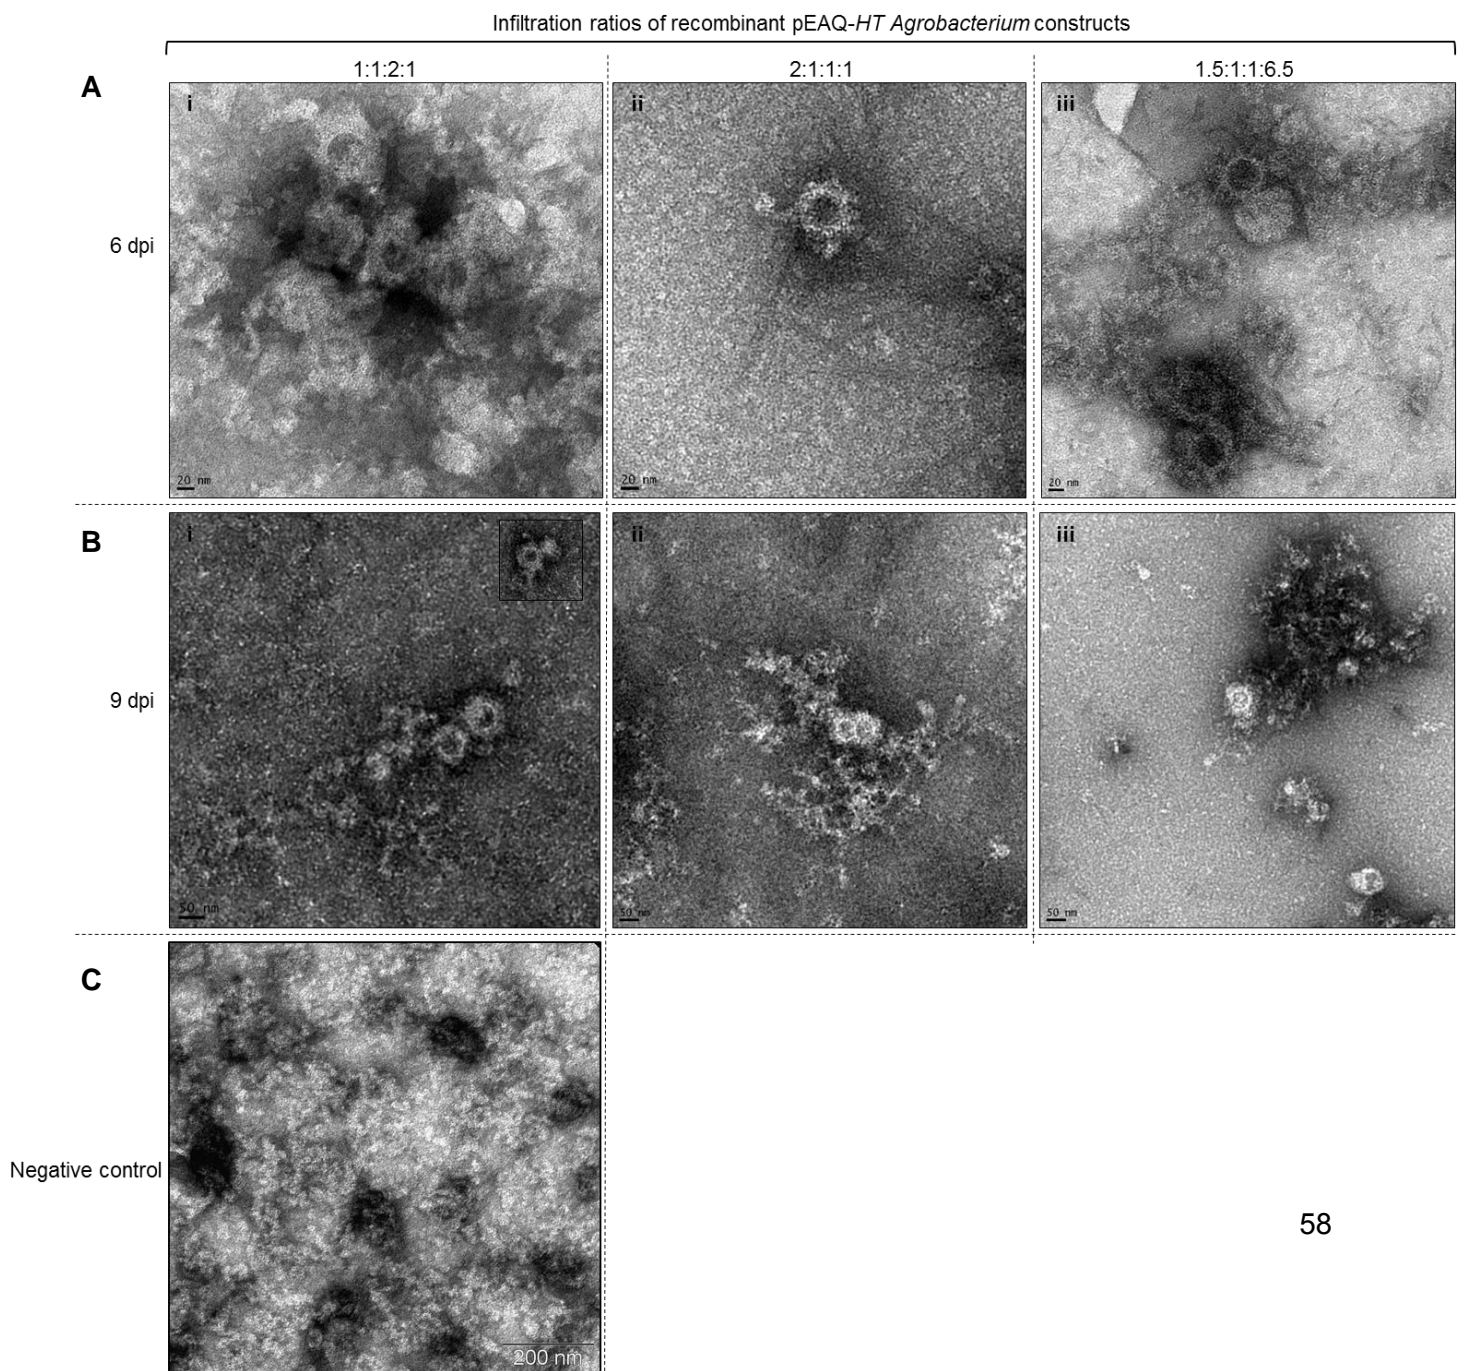 Infiltration ratios of recombinant pEAQ-HT Agrobacterium constructs
1:1:2:1
2:1:1:1
1.5:1:1:6.5
A
i
ii
iii
6 dpi
20 nm
20 nm
20 nm
B
i
ii
iii
9 dpi
50 nm
50 nm
50 nm
C
Negative control
200 nm
58